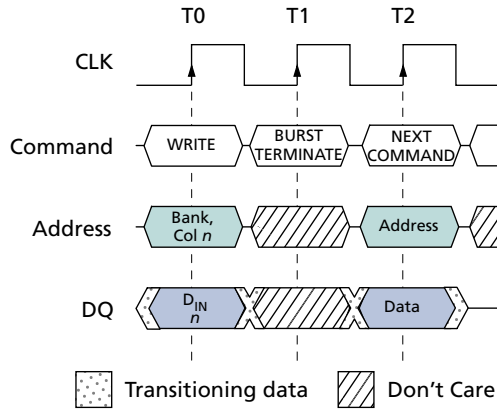 T0 T1 T2
CLK
Command WRITE BURST TERMINATE NEXT COMMAND
Address Bank, Col n Address
DQ DIN n Data
Transitioning data Don't Care